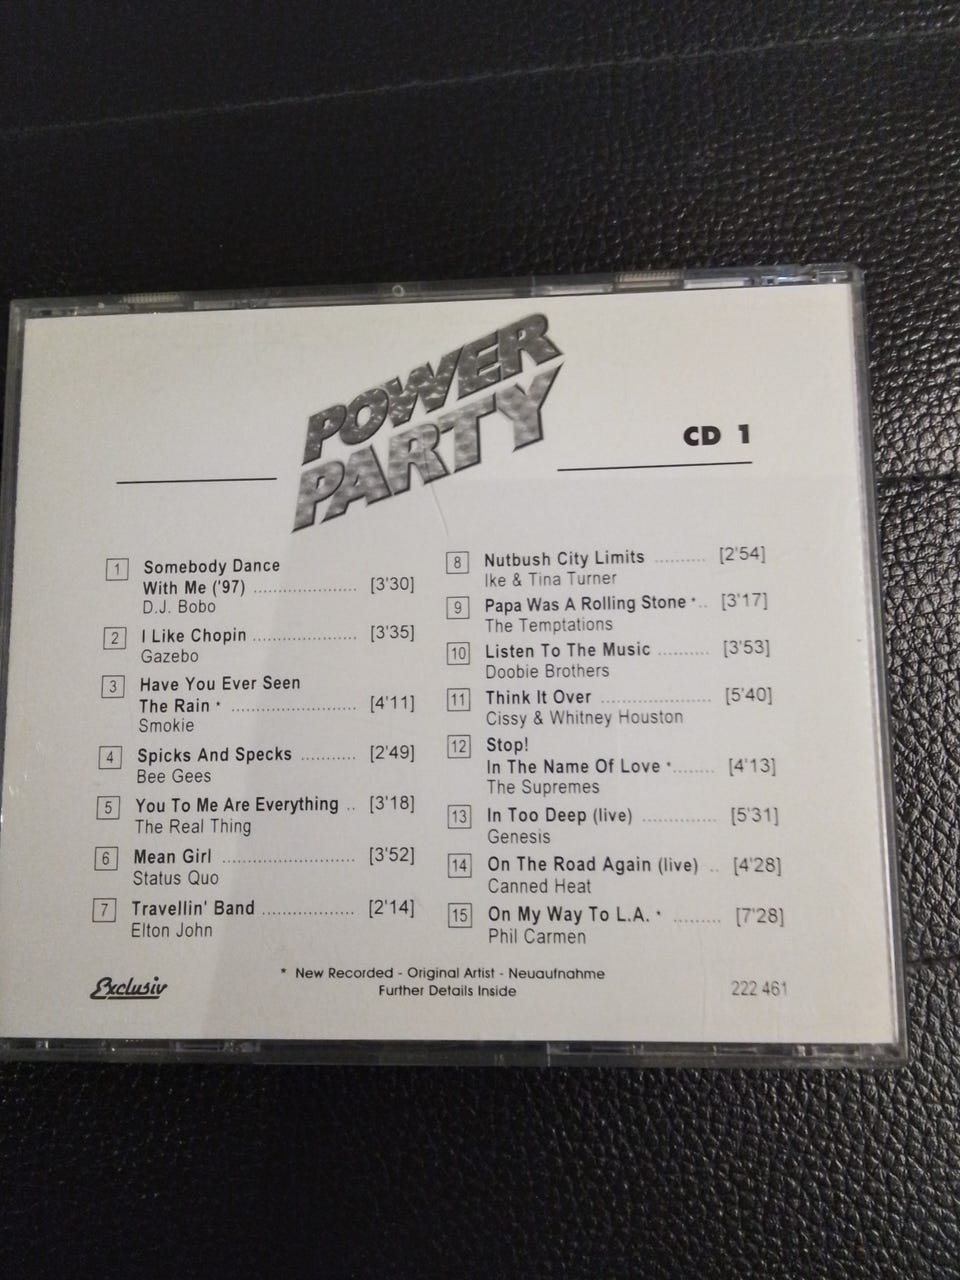 POWER
PARTY
CD 1
1 Somebody Dance
With Me ('97) ..................... [3'30]
D.J. Bobo
2 I Like Chopin ..................... [3'35]
Gazebo
3 Have You Ever Seen
The Rain * ......................... [4'11]
Smokie
4 Spicks And Specks ........... [2'49]
Bee Gees
5 You To Me Are Everything .. [3'18]
The Real Thing
6 Mean Girl ........................... [3'52]
Status Quo
7 Travellin' Band ................... [2'14]
Elton John
8 Nutbush City Limits .......... [2'54]
Ike & Tina Turner
9 Papa Was A Rolling Stone *.. [3'17]
The Temptations
10 Listen To The Music .......... [3'53]
Doobie Brothers
11 Think It Over ...................... [5'40]
Cissy & Whitney Houston
12 Stop!
In The Name Of Love *........ [4'13]
The Supremes
13 In Too Deep (live) ............... [5'31]
Genesis
14 On The Road Again (live) .. [4'28]
Canned Heat
15 On My Way To L.A. * ......... [7'28]
Phil Carmen
* New Recorded - Original Artist - Neuaufnahme
Further Details Inside
Exclusiv
222 461